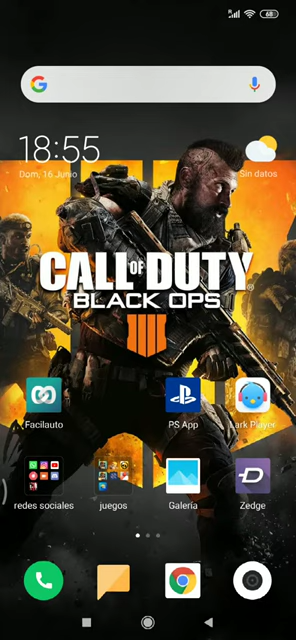 68
18:55
Dom, 16 Junio
Sin datos
CALL OF DUTY
BLACK OPS
IIII
Facilauto
PS App
Lark Player
redes sociales
juegos
Galería
Zedge